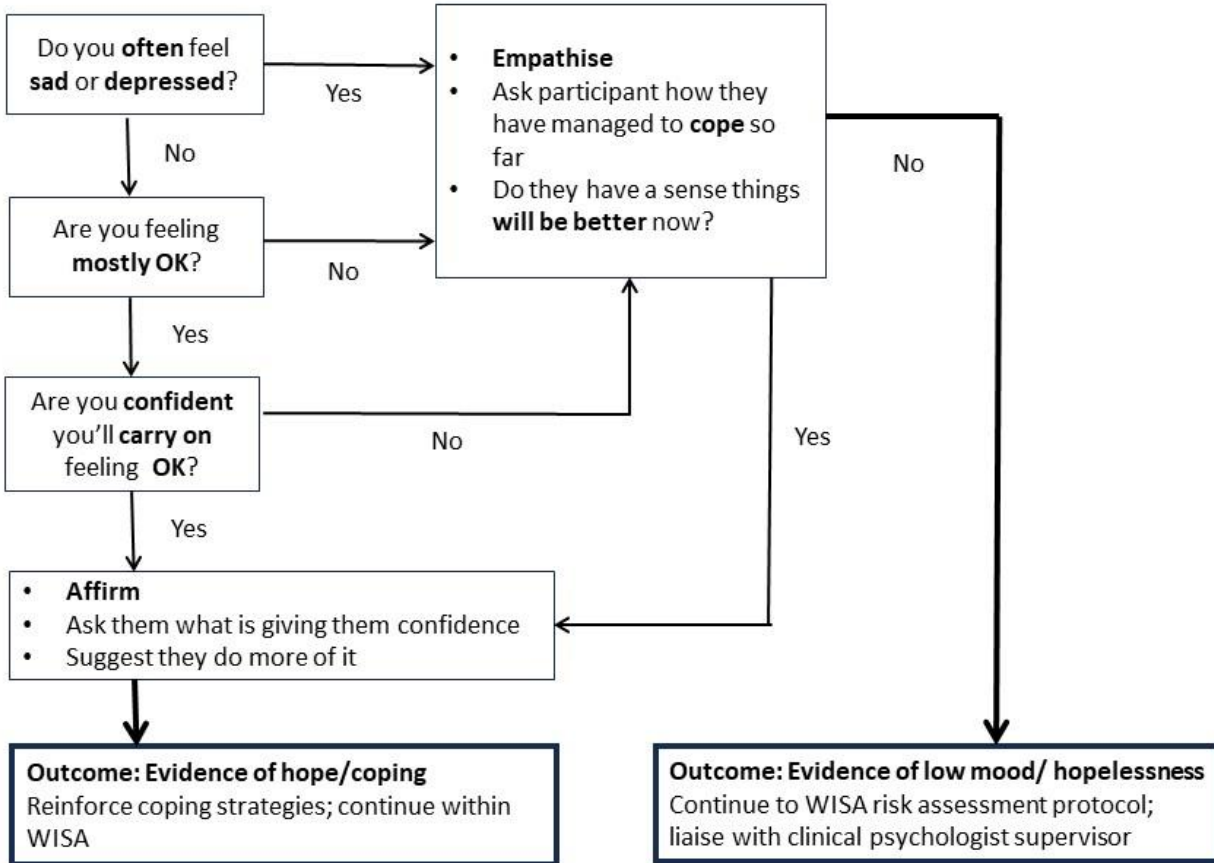 Do you often feel
sad or depressed?
Yes
No
• Empathise
• Ask participant how they
have managed to cope so
far
• Do they have a sense things
will be better now?
No
Are you feeling
mostly OK?
No
Yes
Are you confident
you'll carry on
feeling OK?
No
Yes
Yes
• Affirm
• Ask them what is giving them confidence
• Suggest they do more of it
Outcome: Evidence of hope/coping
Reinforce coping strategies; continue within
WISA
Outcome: Evidence of low mood/ hopelessness
Continue to WISA risk assessment protocol;
liaise with clinical psychologist supervisor